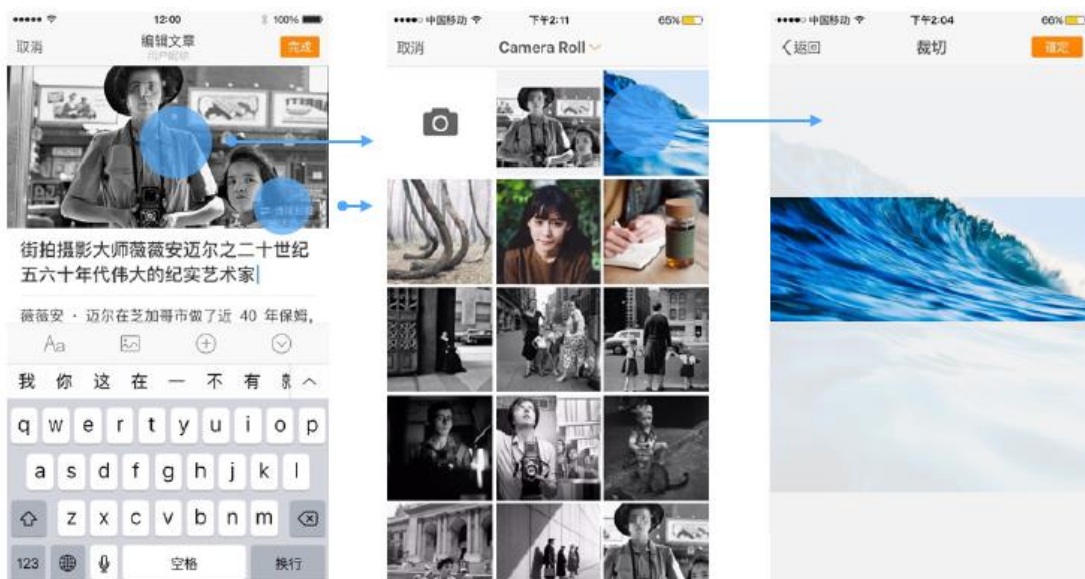 12:00
100%
取消
编辑文章
完成
街拍摄影大师薇薇安迈尔之二十世纪
五六十年代伟大的纪实艺术家
薇薇安 · 迈尔在芝加哥市做了近 40 年保姆,
Aa
我 你 这 在 一 不 有
q w e r t y u i o p
a s d f g h j k l
z x c v b n m
123 空格 换行
中国移动 下午2:11 65%
取消 Camera Roll
中国移动 下午2:04 66%
返回 裁切 確定